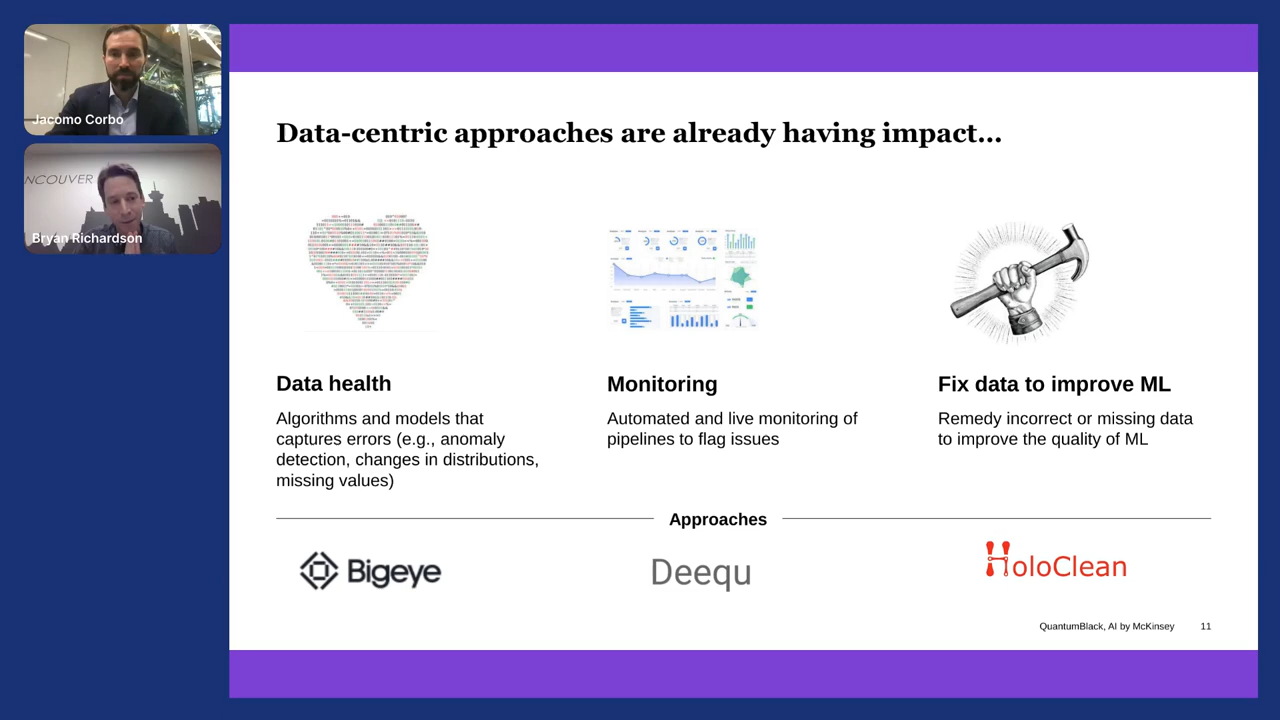 Jacomo Corbo
NCOUVER
Bryan Richardson
Data-centric approaches are already having impact...
Data health
Algorithms and models that
captures errors (e.g., anomaly
detection, changes in distributions,
missing values)
Monitoring
Automated and live monitoring of
pipelines to flag issues
Fix data to improve ML
Remedy incorrect or missing data
to improve the quality of ML
Approaches
Bigeye
Deequ
HoloClean
QuantumBlack, AI by McKinsey
11